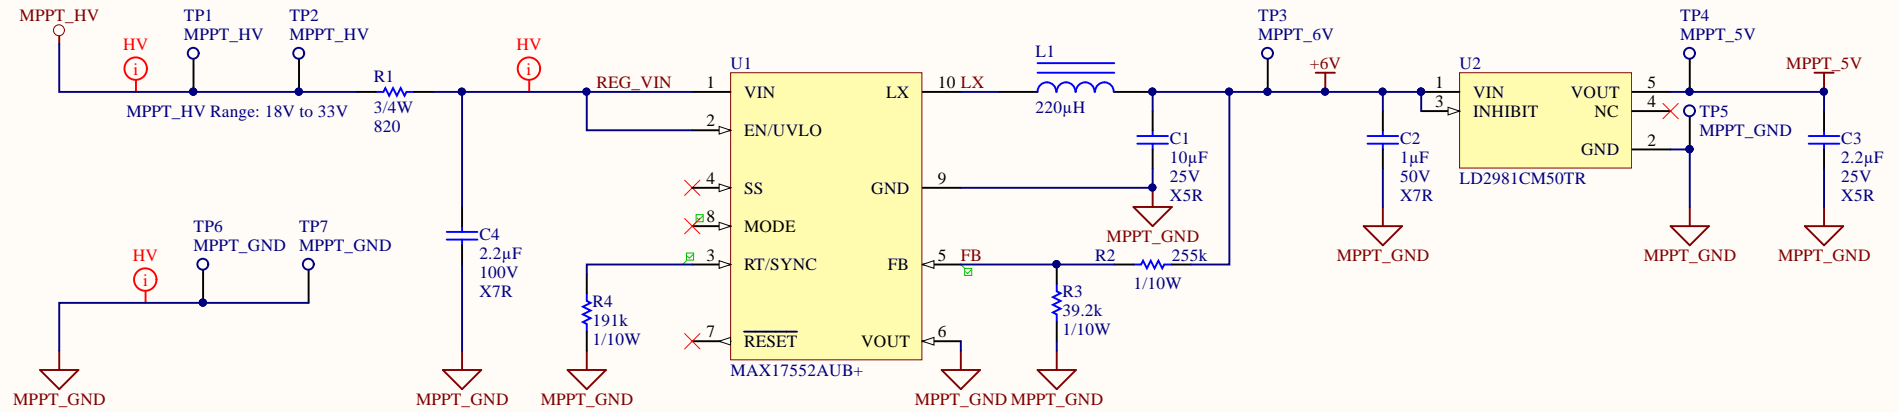 MPPT_HV
HV
TP1
MPPT_HV
TP2
MPPT_HV
MPPT_HV Range: 18V to 33V
R1
3/4W
820
HV
REG_VIN
U1
1
VIN
2
EN/UVLO
4
SS
8
MODE
3
RT/SYNC
7
RESET
10
LX
LX
9
GND
5
FB
FB
6
VOUT
MAX17552AUB+
C4
2.2µF
100V
X7R
MPPT_GND
R4
191k
1/10W
MPPT_GND
HV
TP6
MPPT_GND
TP7
MPPT_GND
MPPT_GND
L1
220µH
C1
10µF
25V
X5R
MPPT_GND
R2
255k
1/10W
R3
39.2k
1/10W
MPPT_GND
MPPT_GND
TP3
MPPT_6V
+6V
C2
1µF
50V
X7R
MPPT_GND
U2
1
VIN
3
INHIBIT
5
VOUT
4
NC
2
GND
LD2981CM50TR
TP4
MPPT_5V
TP5
MPPT_GND
MPPT_GND
MPPT_5V
C3
2.2µF
25V
X5R
MPPT_GND